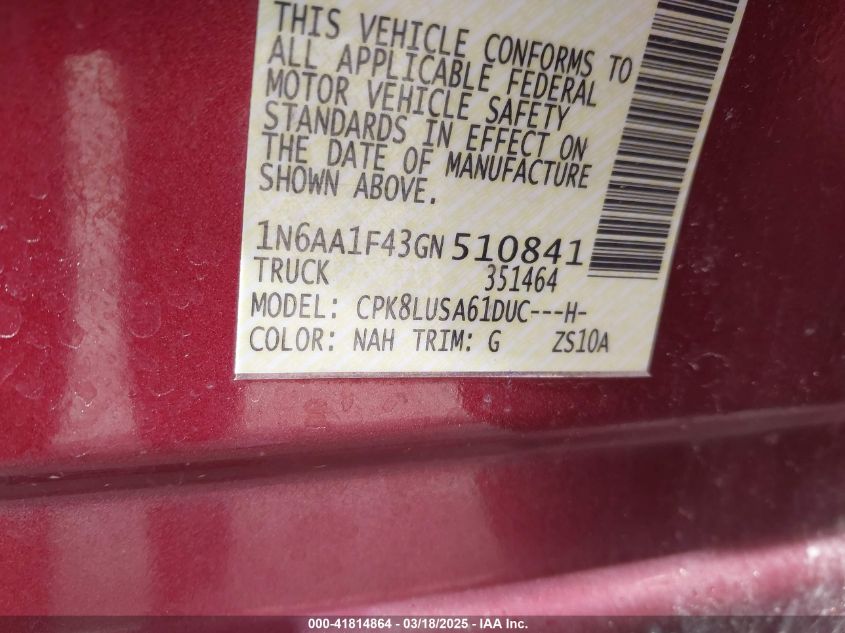 THIS VEHICLE CONFORMS TO
ALL APPLICABLE FEDERAL
MOTOR VEHICLE SAFETY
STANDARDS IN EFFECT ON
THE DATE OF MANUFACTURE
SHOWN ABOVE.
1N6AA1F43GN510841
TRUCK 351464
MODEL: CPK8LUSA61DUC---H-
COLOR: NAH TRIM: G ZS10A
000-41814864 - 03/18/2025 - IAA Inc.